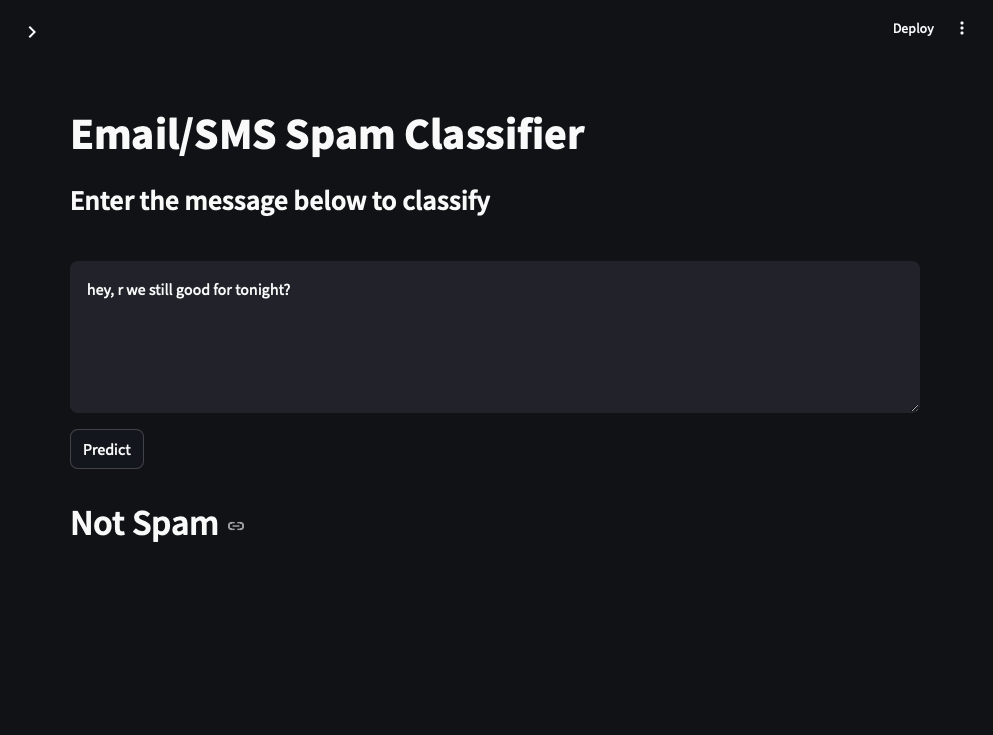 Deploy
Email/SMS Spam Classifier
Enter the message below to classify
hey, r we still good for tonight?
Predict
Not Spam